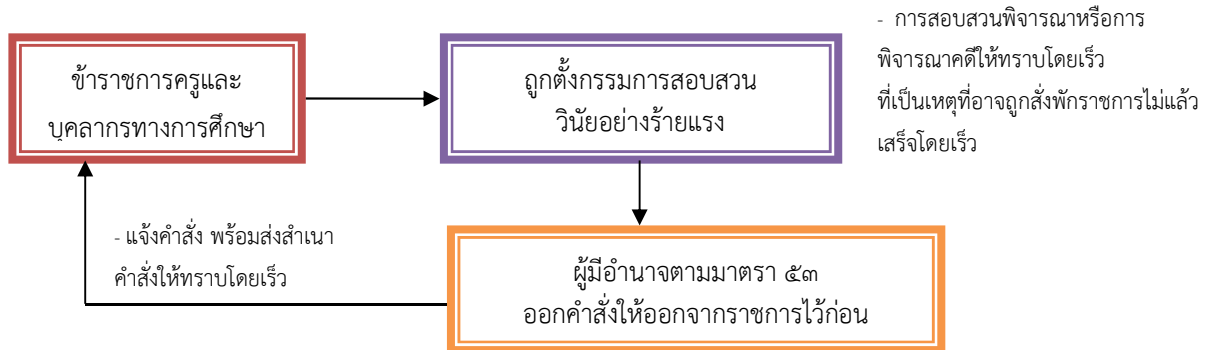 ข้าราชการครูและ
บุคลากรทางการศึกษา
ถูกตั้งกรรมการสอบสวน
วินัยอย่างร้ายแรง
- การสอบสวนพิจารณาหรือการ
พิจารณาคดีให้ทราบโดยเร็ว
ที่เป็นเหตุที่อาจถูกสั่งพักราชการไม่แล้ว
เสร็จโดยเร็ว
- แจ้งคำสั่ง พร้อมส่งสำเนา
คำสั่งให้ทราบโดยเร็ว
ผู้มีอำนาจตามมาตรา ๕๓
ออกคำสั่งให้ออกจากราชการไว้ก่อน